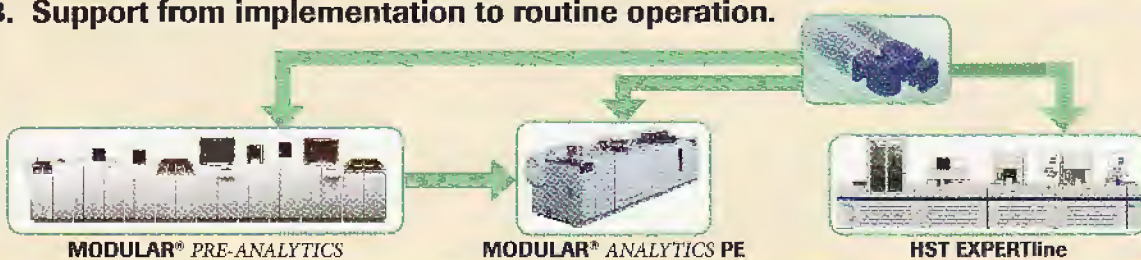 . Support from implementation to routine operation.
MODULAR® PRE-ANALYTICS
MODULAR® ANALYTICS PE
HST EXPERTline